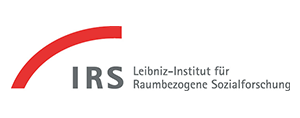 IRS
Leibniz-Institut für
Raumbezogene Sozialforschung